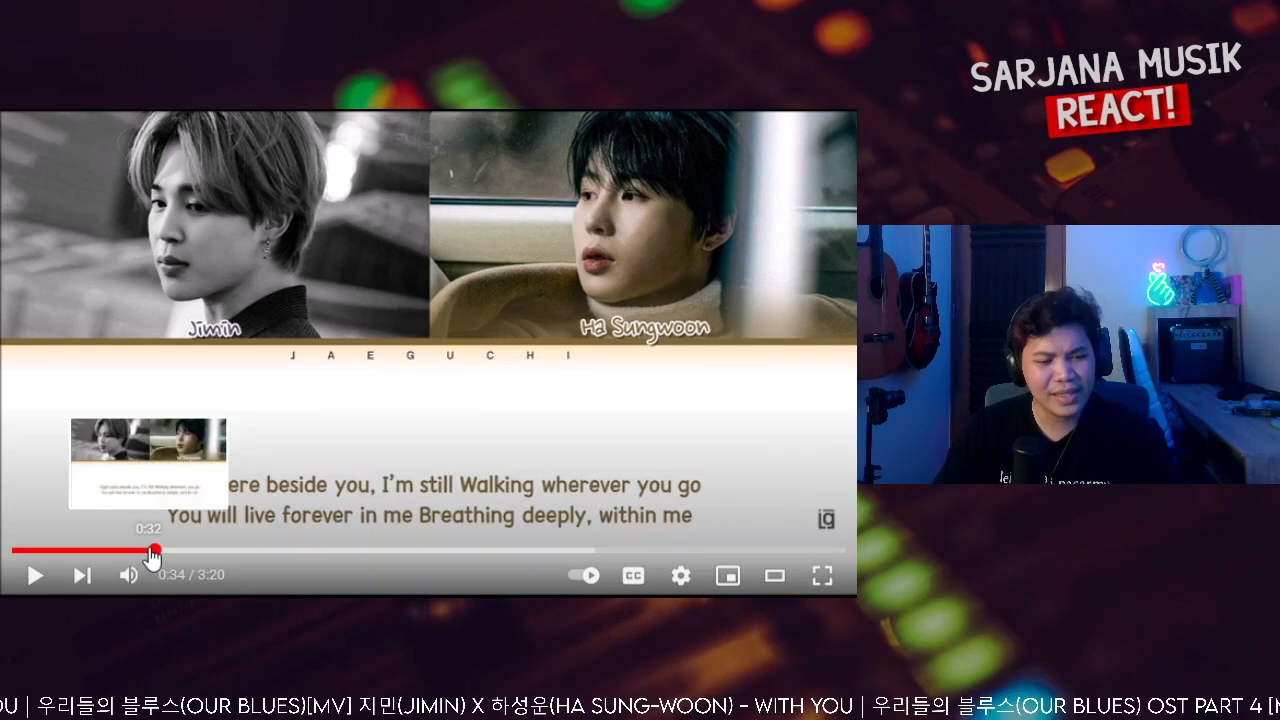 SARJANA MUSIK
REACT!
Jimin
Ha Sungwoon
JAEGUCHI
beside you, I'm still Walking wherever you go
You will live forever in me Breathing deeply, within me
0:32
0:34 / 3:20
CC
OU | 우리들의 블루스(OUR BLUES)[MV] 지민(JIMIN) X 하성운(HA SUNG-WOON) - WITH YOU | 우리들의 블루스(OUR BLUES) OST PART 4 [